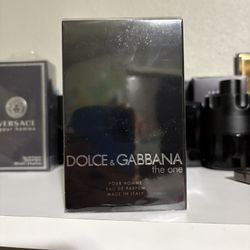 VERSACE
pour homme
DOLCE & GABBANA
the one
POUR HOMME
EAU DE PARFUM
MADE IN ITALY